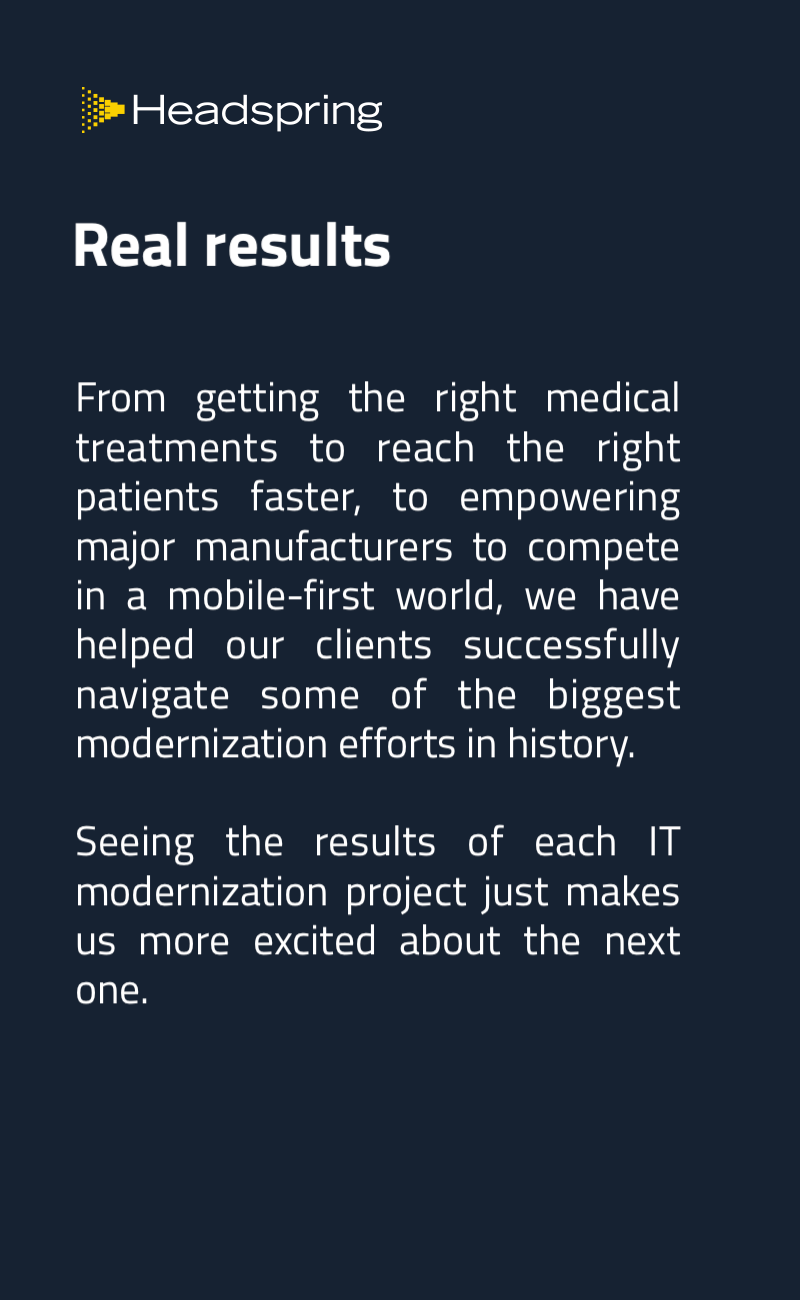 Headspring
Real results
From getting the right medical
treatments to reach the right
patients faster, to empowering
major manufacturers to compete
in a mobile-first world, we have
helped our clients successfully
navigate some of the biggest
modernization efforts in history.
Seeing the results of each IT
modernization project just makes
us more excited about the next
one.